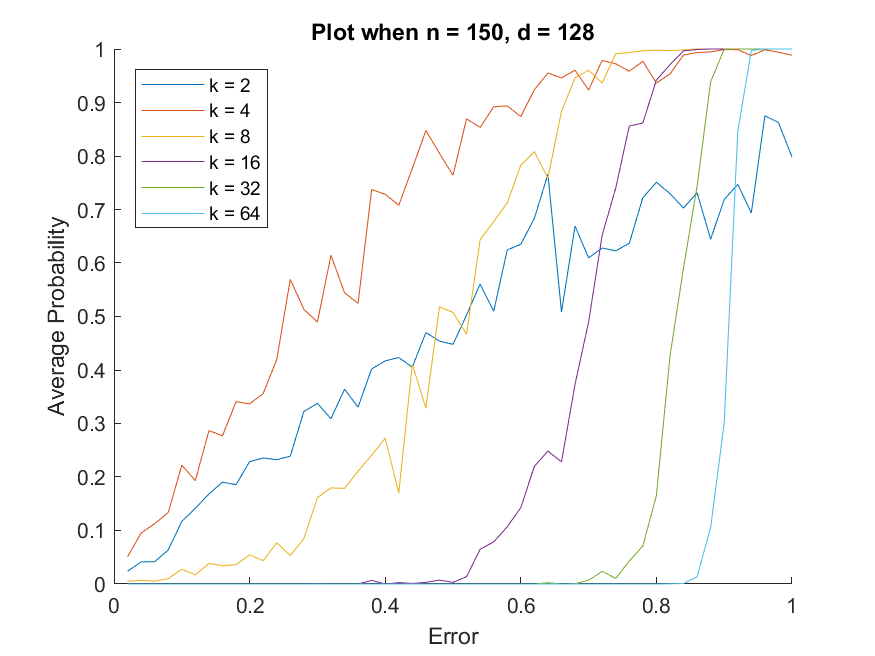 Plot when n = 150, d = 128
1
0.9
0.8
0.7
0.6
0.5
0.4
0.3
0.2
0.1
0
Average Probability
k = 2
k = 4
k = 8
k = 16
k = 32
k = 64
0
0.2
0.4
0.6
0.8
1
Error